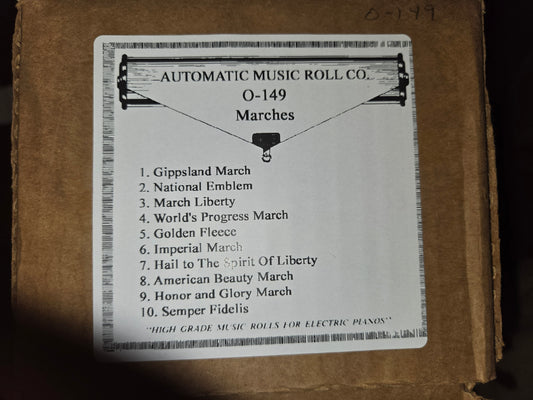 O-149
AUTOMATIC MUSIC ROLL CO.
O-149
Marches
1. Gippsland March
2. National Emblem
3. March Liberty
4. World's Progress March
5. Golden Fleece
6. Imperial March
7. Hail to The Spirit Of Liberty
8. American Beauty March
9. Honor and Glory March
10. Semper Fidelis
"HIGH GRADE MUSIC ROLLS FOR ELECTRIC PIANOS"